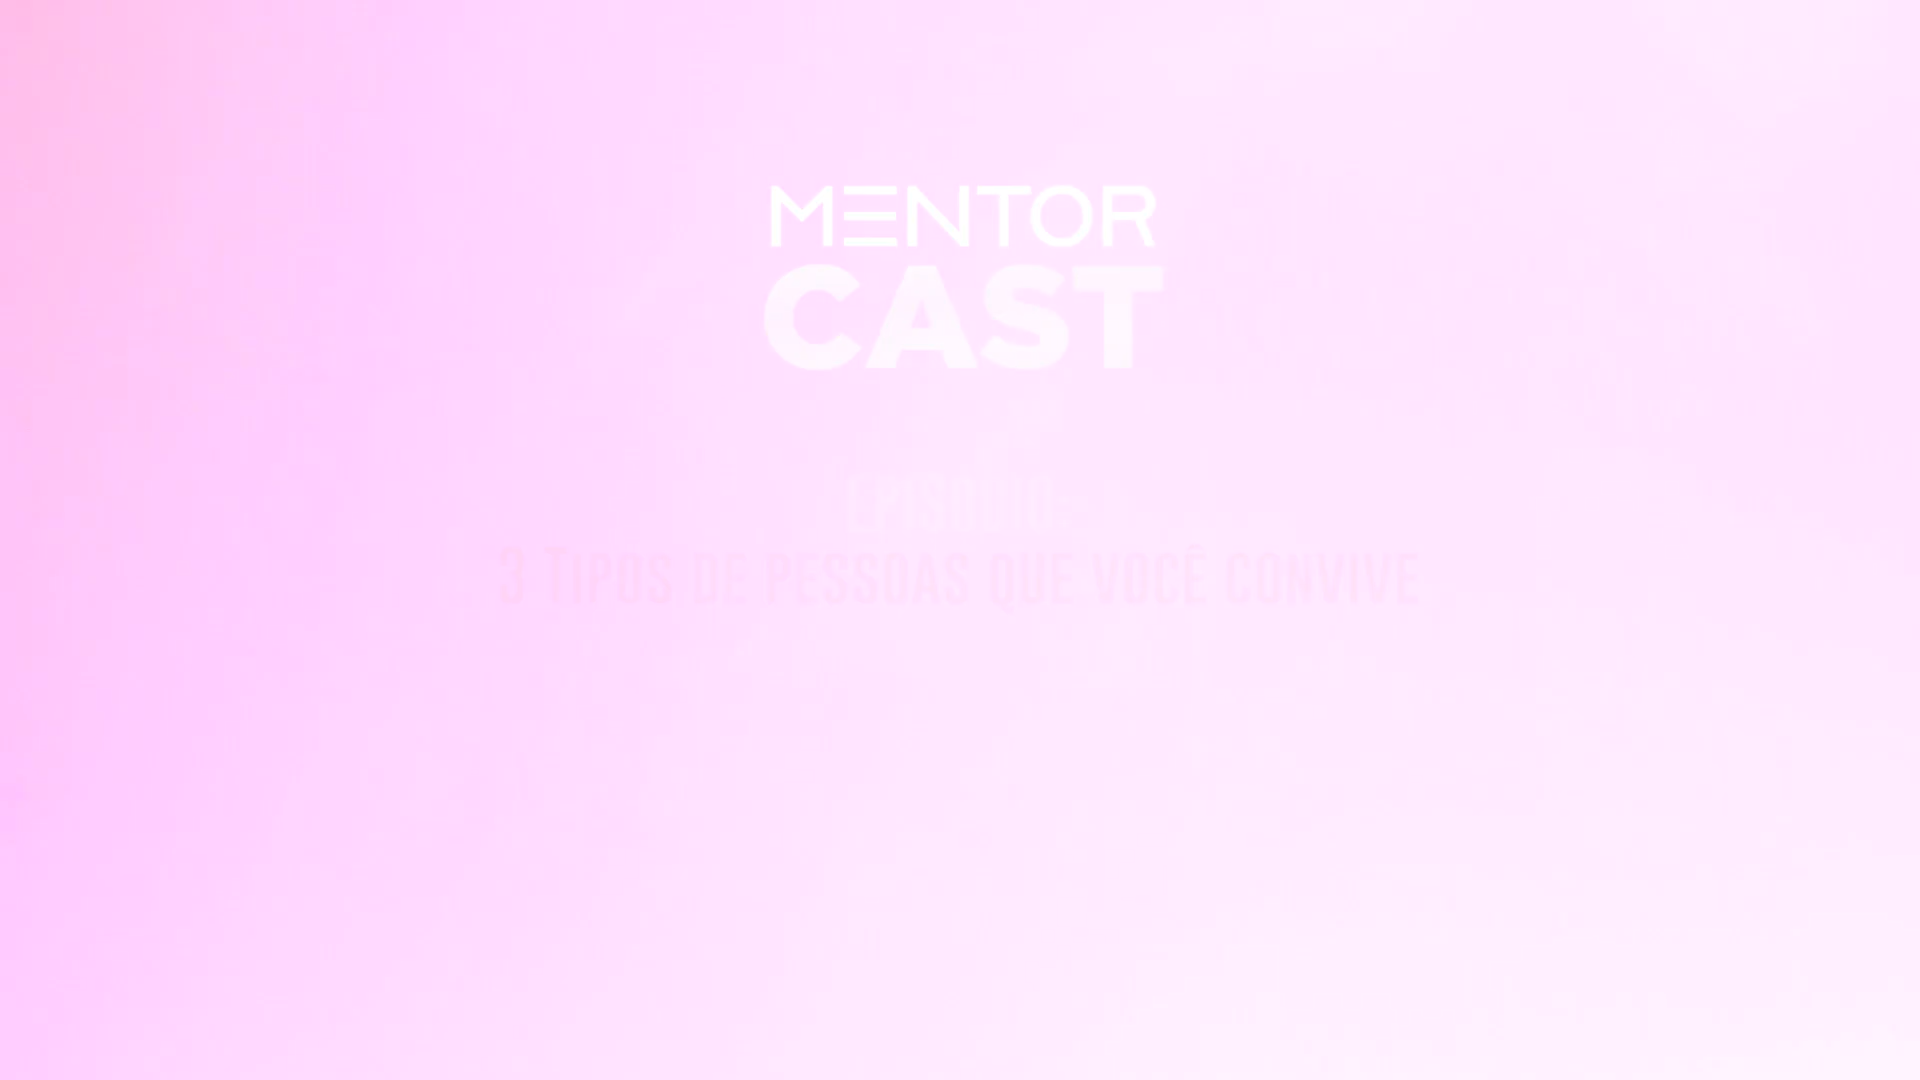 MENTOR
CAST
EPISÓDIO:
3 TIPOS DE PESSOAS QUE VOCÊ CONVIVE